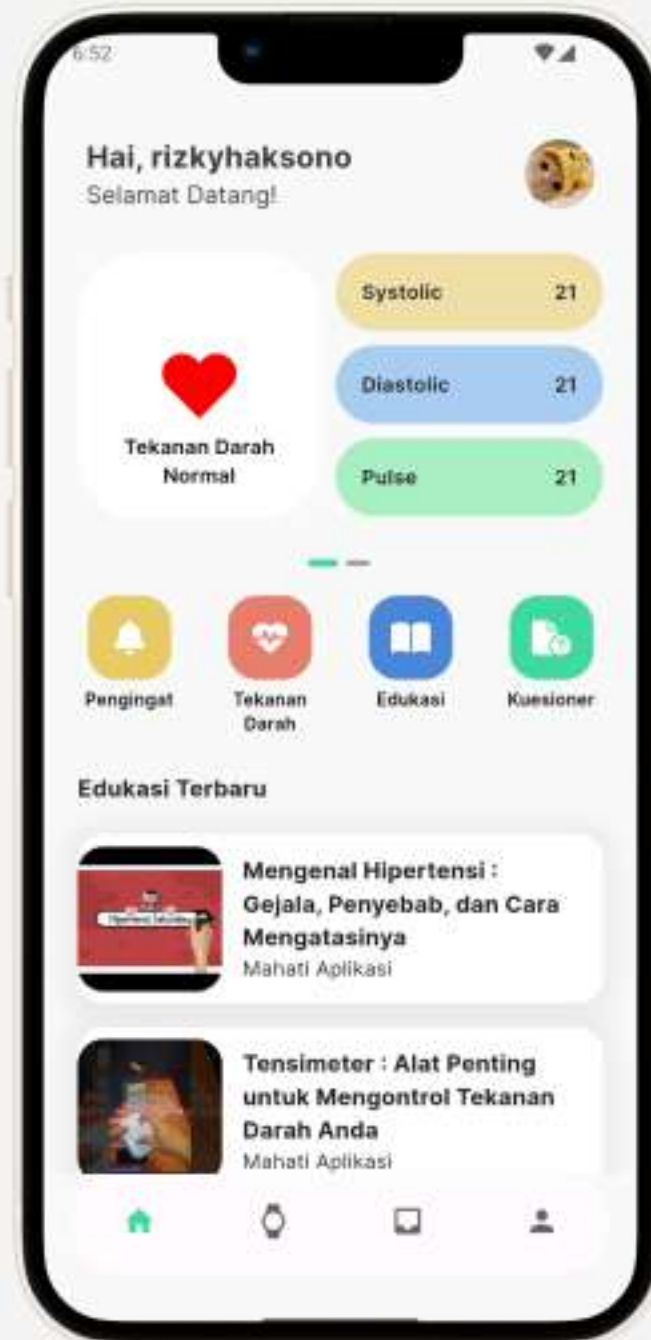 6:52
Hai, rizkyhaksono
Selamat Datang!
Systolic 21
Diastolic 21
Pulse 21
Tekanan Darah
Normal
Pengingat
Tekanan
Darah
Edukasi
Kuesioner
Edukasi Terbaru
Mengenal Hipertensi :
Gejala, Penyebab, dan Cara
Mengatasinya
Mahati Aplikasi
Tensimeter : Alat Penting
untuk Mengontrol Tekanan
Darah Anda
Mahati Aplikasi